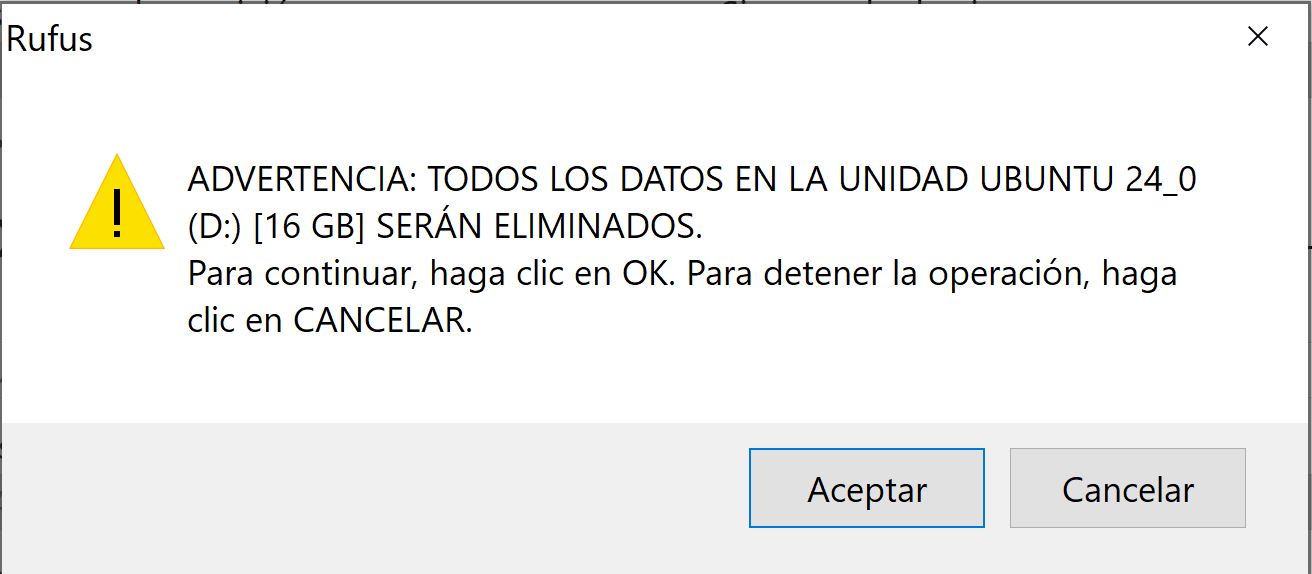 Rufus
ADVERTENCIA: TODOS LOS DATOS EN LA UNIDAD UBUNTU 24_0
(D:) [16 GB] SERÁN ELIMINADOS.
Para continuar, haga clic en OK. Para detener la operación, haga
clic en CANCELAR.
Aceptar
Cancelar